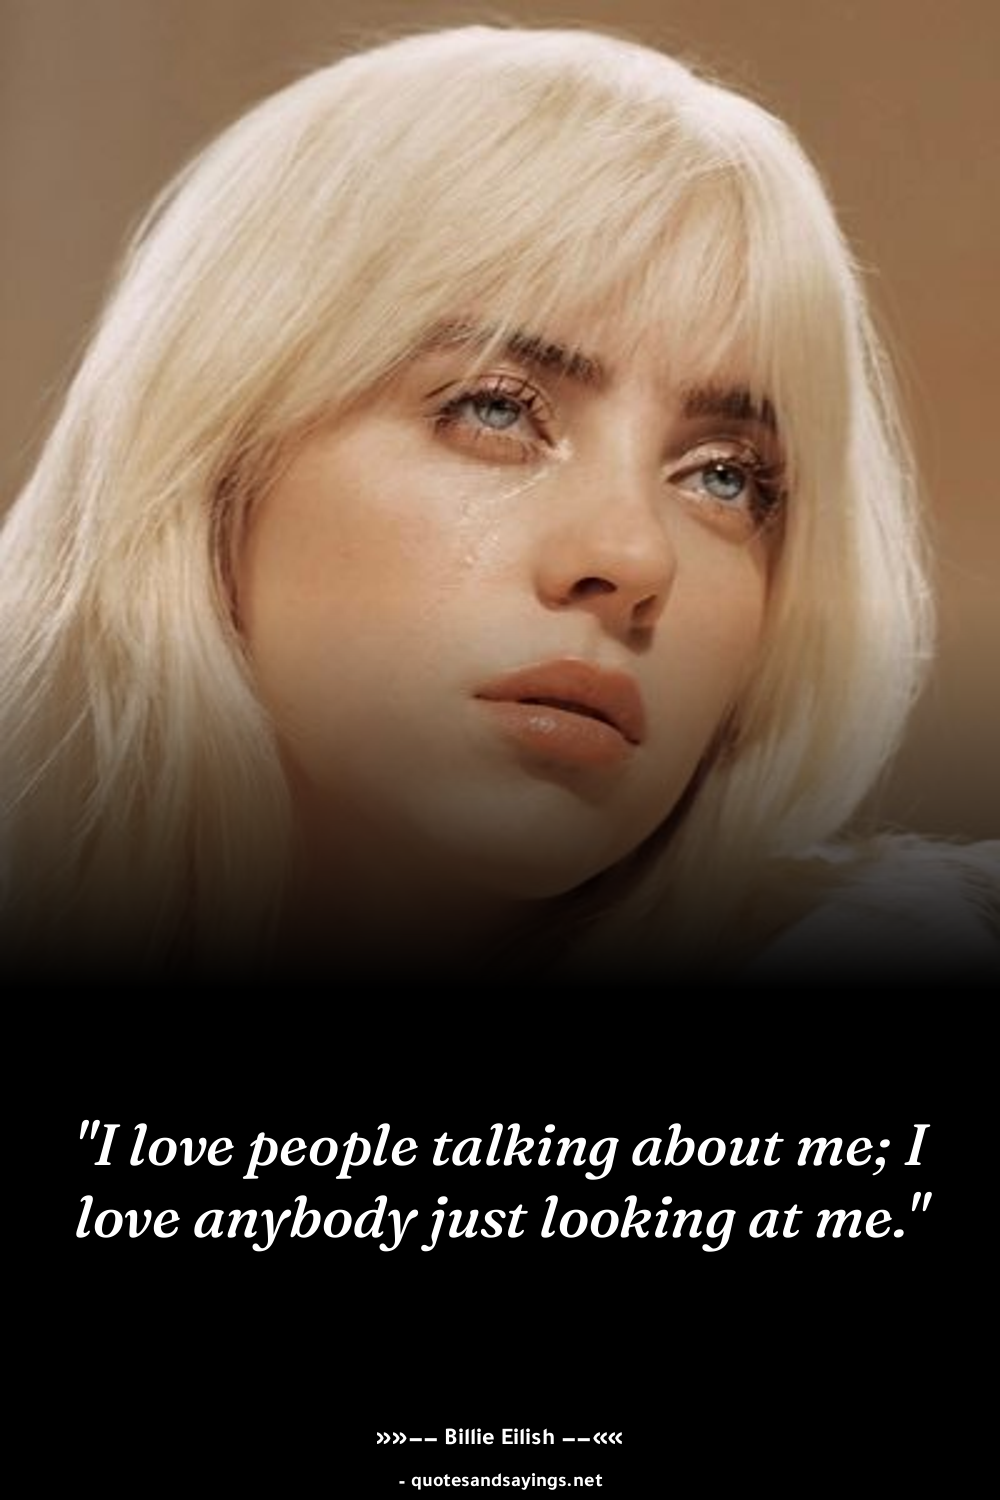 "I love people talking about me; I
love anybody just looking at me."
»»–– Billie Eilish ––««
- quotesandsayings.net